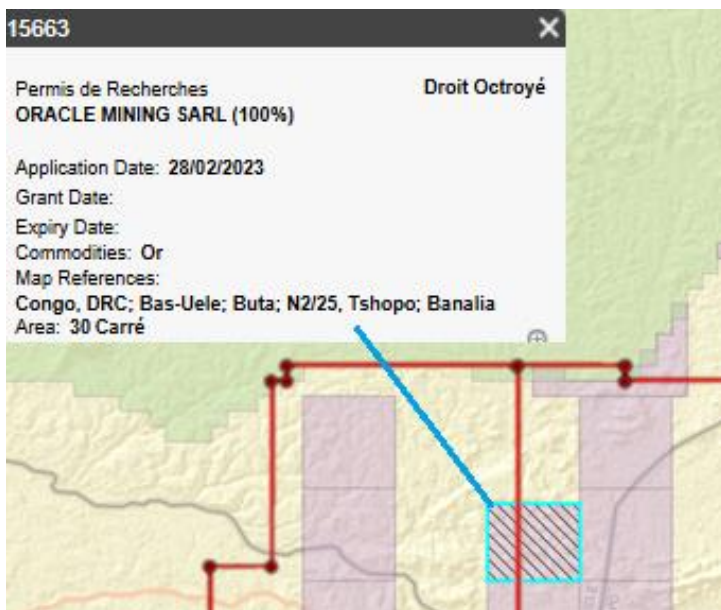 15663
Permis de Recherches
Droit Octroyé
ORACLE MINING SARL (100%)
Application Date: 28/02/2023
Grant Date:
Expiry Date:
Commodities: Or
Map References:
Congo, DRC; Bas-Uele; Buta; N2/25, Tshopo; Banalia
Area: 30 Carré